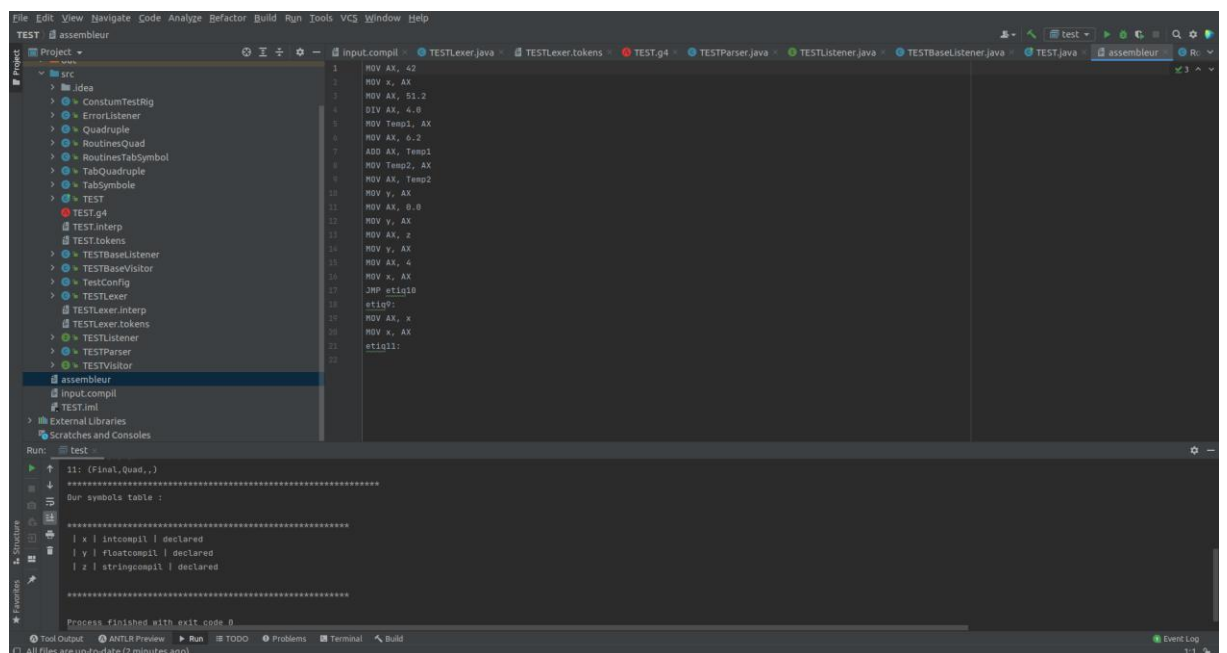 File Edit View Navigate Code Analyze Refactor Build Run Tools VCS Window Help
TEST assembleur
test
Project
input.compil TESTLexer.java TESTLexer.tokens TEST.g4 TESTParser.java TESTListener.java TESTBaseListener.java TEST.java assembleur
src
.idea
ConstumTestRig
ErrorListener
Quadruple
RoutinesQuad
RoutinesTabSymbol
TabQuadruple
TabSymbole
TEST
TEST.g4
TEST.interp
TEST.tokens
TESTBaseListener
TESTBaseVisitor
TestConfig
TESTLexer
TESTLexer.interp
TESTLexer.tokens
TESTListener
TESTParser
TESTVisitor
assembleur
input.compil
TEST.iml
External Libraries
Scratches and Consoles
1 MOV AX, 42
2 MOV x, AX
3 MOV AX, 51.2
4 DIV AX, 4.0
5 MOV Temp1, AX
6 MOV AX, 6.2
7 ADD AX, Temp1
8 MOV Temp2, AX
9 MOV AX, Temp2
10 MOV y, AX
11 MOV AX, 0.0
12 MOV y, AX
13 MOV AX, z
14 MOV y, AX
15 MOV AX, 4
16 MOV x, AX
17 JMP etiq10
18 etiq9:
19 MOV AX, x
20 MOV x, AX
21 etiq11:
22
3
Project
Structure
Favorites
Run: test
11: (Final,Quad,,)
**************************************************************
Our symbols table :
********************************************************
| x | intcompil | declared
| y | floatcompil | declared
| z | stringcompil | declared
********************************************************
Process finished with exit code 0
Tool Output ANTLR Preview Run TODO Problems Terminal Build Event Log
All files are up-to-date (2 minutes ago) 1:1